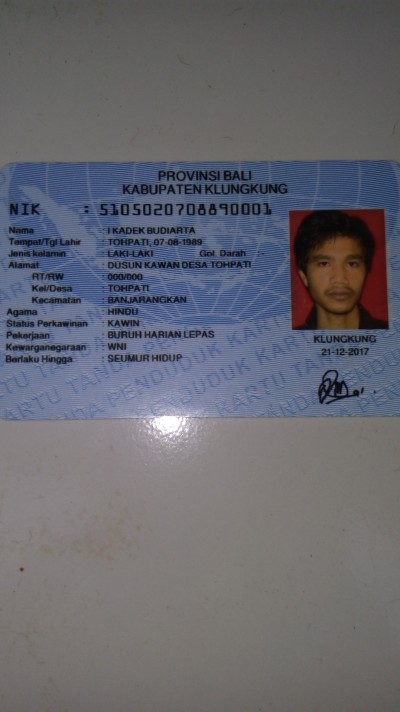 PROVINSI BALI
KABUPATEN KLUNGKUNG
NIK : 5105020708890001
Nama : I KADEK BUDIARTA
Tempat/Tgl Lahir : TOHPATI, 07-08-1989
Jenis kelamin : LAKI-LAKI Gol. Darah :-
Alamat : DUSUN KAWAN DESA TOHPATI
RT/RW : 000/000
Kel/Desa : TOHPATI
Kecamatan : BANJARANGKAN
Agama : HINDU
Status Perkawinan : KAWIN
Pekerjaan : BURUH HARIAN LEPAS
Kewarganegaraan : WNI
Berlaku Hingga : SEUMUR HIDUP
KLUNGKUNG
21-12-2017
KARTU TANDA PENDUDUK